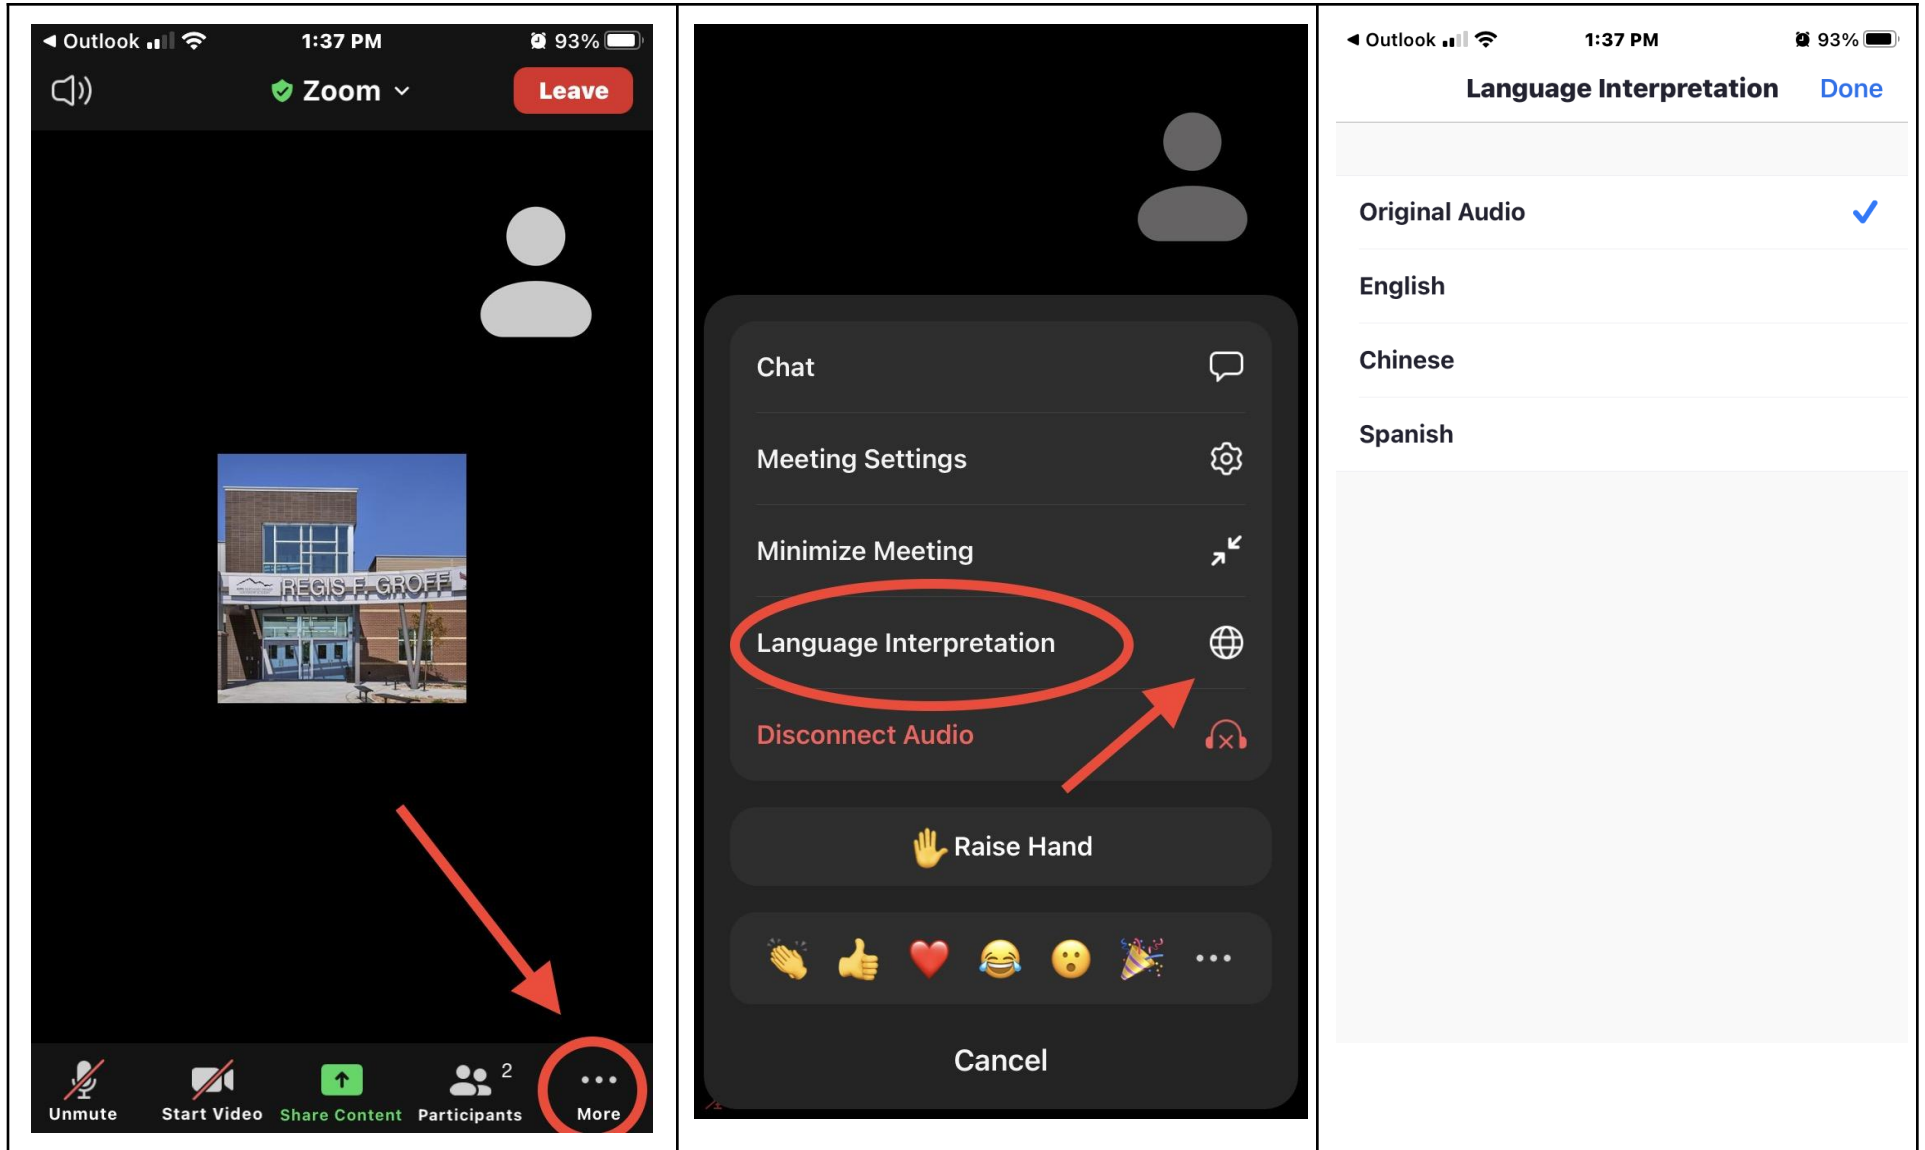 ◀ Outlook
1:37 PM
93%
Zoom
Leave
REGIS F. GROFF
Unmute
Start Video
Share Content
Participants
2
More
Chat
Meeting Settings
Minimize Meeting
Language Interpretation
Disconnect Audio
Raise Hand
Cancel
◀ Outlook
1:37 PM
93%
Language Interpretation
Done
Original Audio
English
Chinese
Spanish